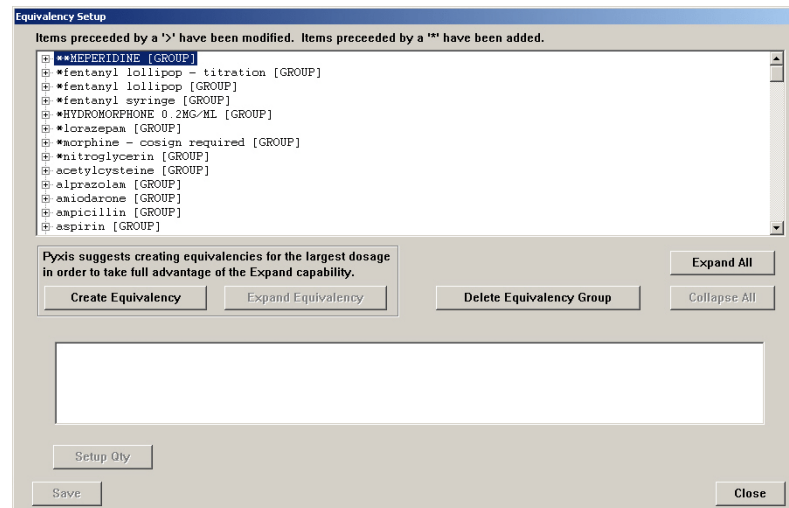 Equivalency Setup
Items preceeded by a '>' have been modified. Items preceeded by a '*' have been added.
**MEPERIDINE [GROUP]
*fentanyl lollipop - titration [GROUP]
*fentanyl lollipop [GROUP]
*fentanyl syringe [GROUP]
*HYDROMORPHONE 0.2MG/ML [GROUP]
*lorazepam [GROUP]
*morphine - cosign required [GROUP]
*nitroglycerin [GROUP]
acetylcysteine [GROUP]
alprazolam [GROUP]
amiodarone [GROUP]
ampicillin [GROUP]
aspirin [GROUP]
Pyxis suggests creating equivalencies for the largest dosage
in order to take full advantage of the Expand capability.
Expand All
Create Equivalency Expand Equivalency Delete Equivalency Group Collapse All
Setup Qty
Save Close